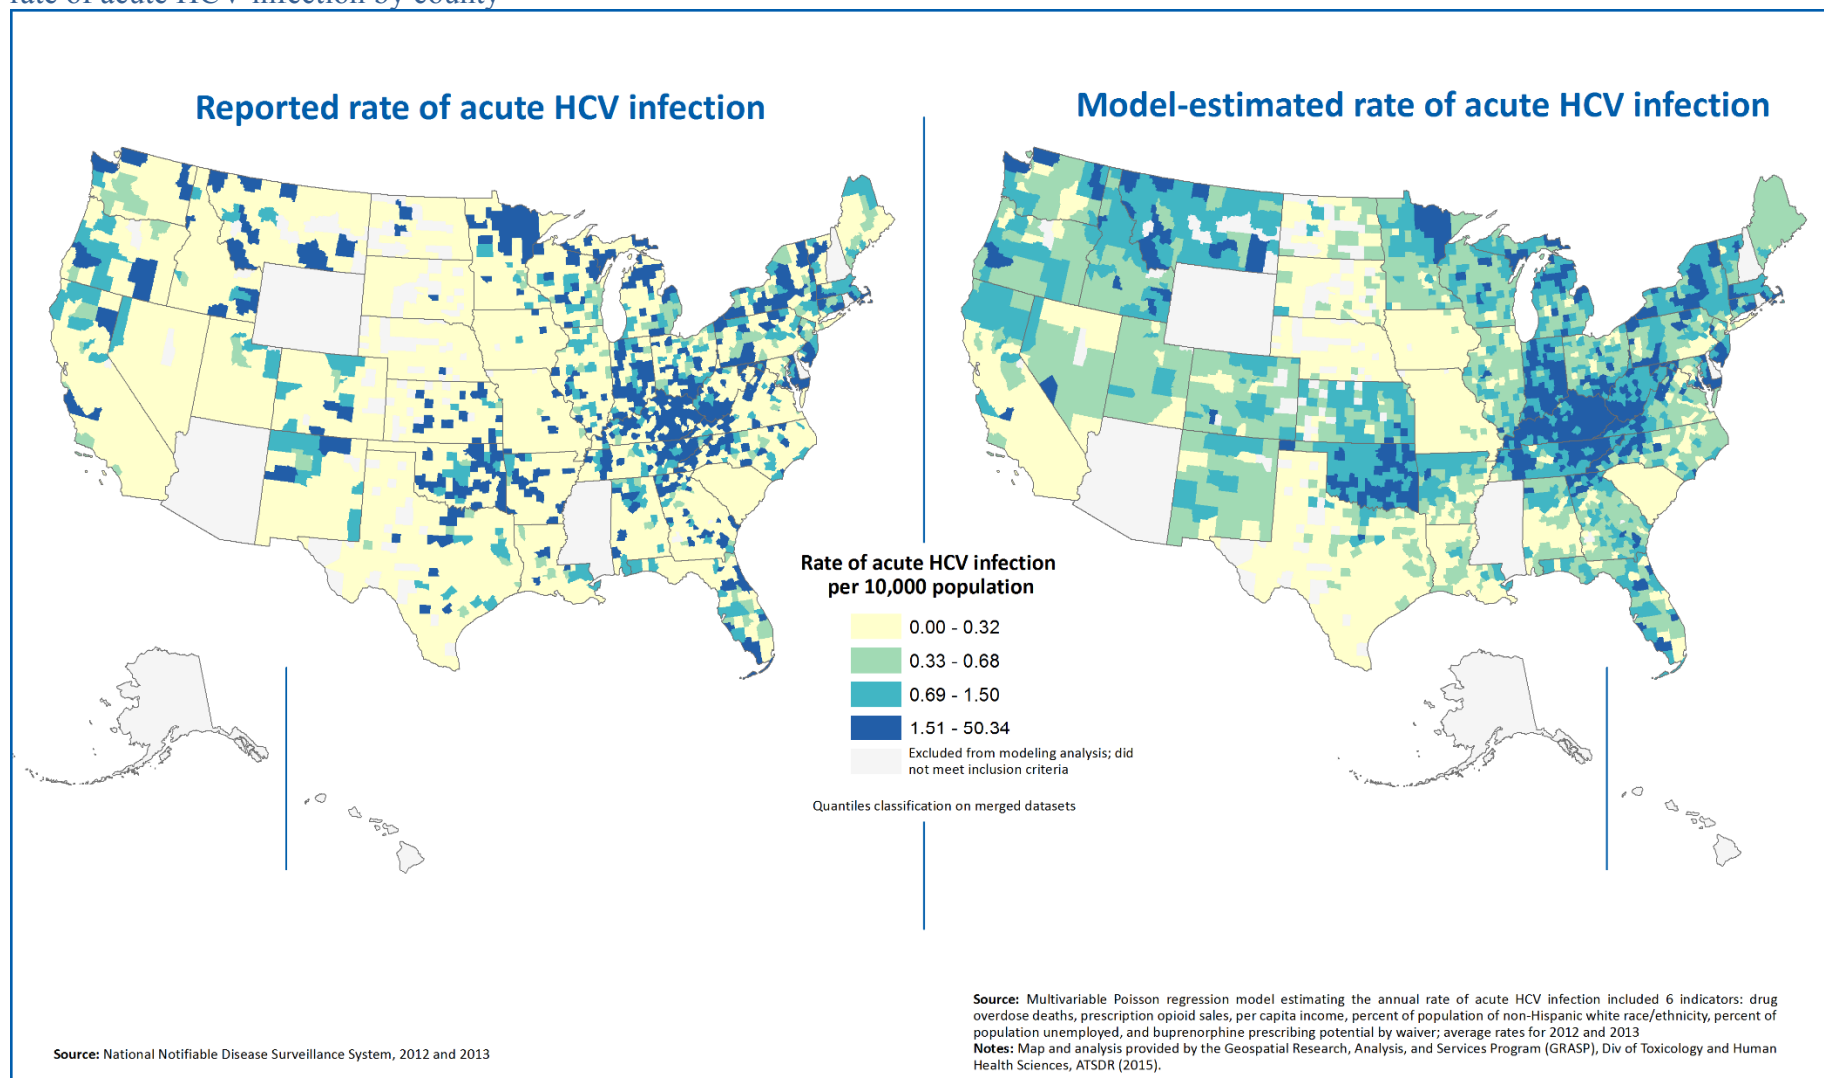 rate of acute HCV infection by county
Reported rate of acute HCV infection
Model-estimated rate of acute HCV infection
Rate of acute HCV infection
per 10,000 population
0.00 - 0.32
0.33 - 0.68
0.69 - 1.50
1.51 - 50.34
Excluded from modeling analysis; did
not meet inclusion criteria
Quantiles classification on merged datasets
Source: National Notifiable Disease Surveillance System, 2012 and 2013
Source: Multivariable Poisson regression model estimating the annual rate of acute HCV infection included 6 indicators: drug
overdose deaths, prescription opioid sales, per capita income, percent of population of non-Hispanic white race/ethnicity, percent of
population unemployed, and buprenorphine prescribing potential by waiver; average rates for 2012 and 2013
Notes: Map and analysis provided by the Geospatial Research, Analysis, and Services Program (GRASP), Div of Toxicology and Human
Health Sciences, ATSDR (2015).